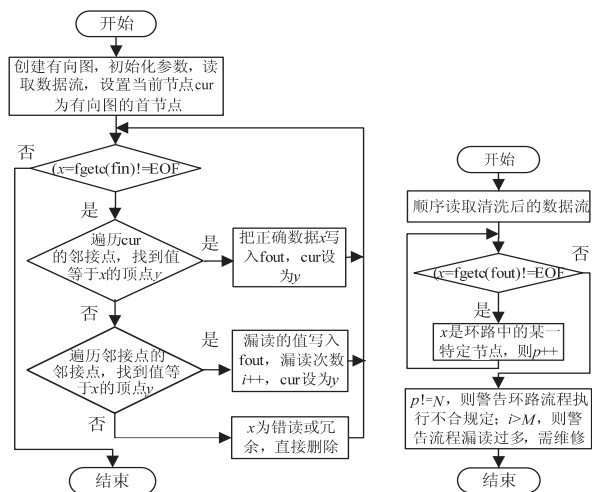 开始
创建有向图，初始化参数，读
取数据流，设置当前节点cur
为有向图的首节点
否
(x=fgetc(fin)!=EOF
是
遍历cur
的邻接点，找到值
等于x的顶点y
是
把正确数据x写
入fout，cur设
为y
否
遍历邻接点的
邻接点，找到值等
于x的顶点y
是
漏读的值写入
fout，漏读次数
i++，cur设为y
否
x为错读或冗
余，直接删除
结束
开始
顺序读取清洗后的数据流
否
(x=fgetc(fout)!=EOF
是
x是环路中的某一
特定节点，则p++
p!=N，则警告环路流程执
行不合规定；i>M，则警
告流程漏读过多，需维修
结束